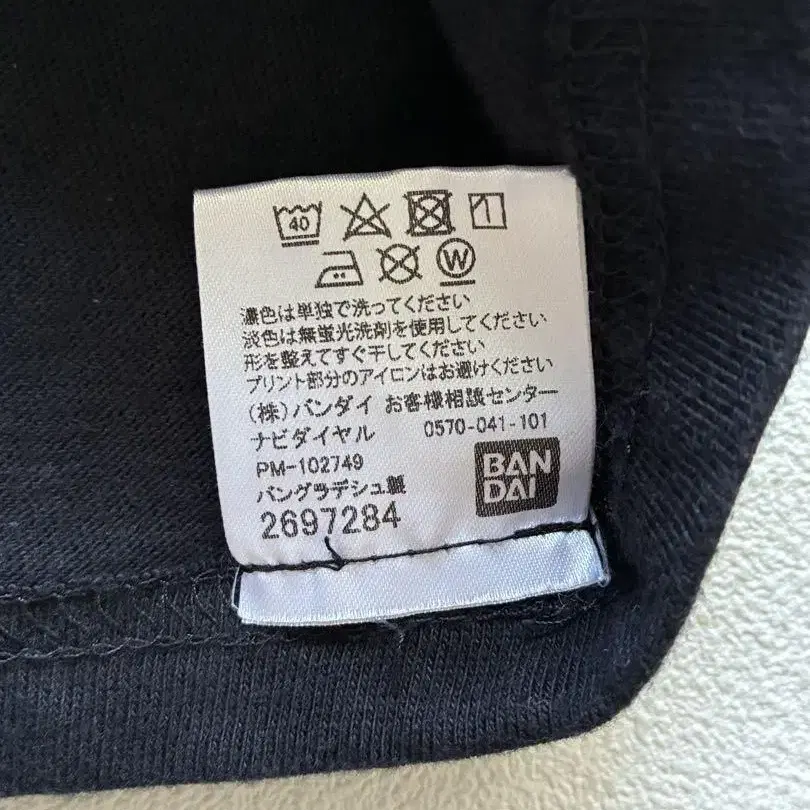 40
W
濃色は単独で洗ってください
淡色は無蛍光洗剤を使用してください
形を整えてすぐ干してください
プリント部分のアイロンはお避けください
(株)バンダイ お客様相談センター
ナビダイヤル 0570-041-101
PM-102749
バングラデシュ製
2697284
BAN
DAI